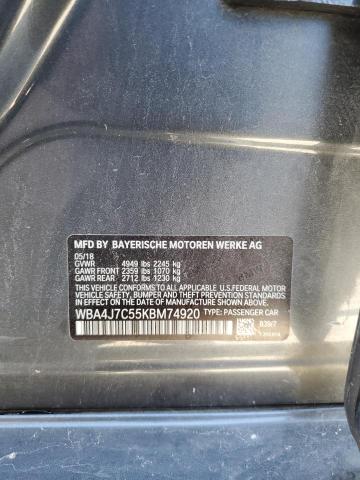 MFD BY BAYERISCHE MOTOREN WERKE AG
05/18
GVWR 4949 lbs 2245 kg
GAWR FRONT 2359 lbs 1070 kg
GAWR REAR 2712 lbs 1230 kg
THIS VEHICLE CONFORMS TO ALL APPLICABLE
U.S. FEDERAL MOTOR VEHICLE SAFETY, BUMPER,
AND THEFT PREVENTION STANDARDS IN
EFFECT ON THE DATE OF MANUFACTURE
SHOWN ABOVE.
WBA4J7C55KBM74920 TYPE: PASSENGER CAR
B39/7